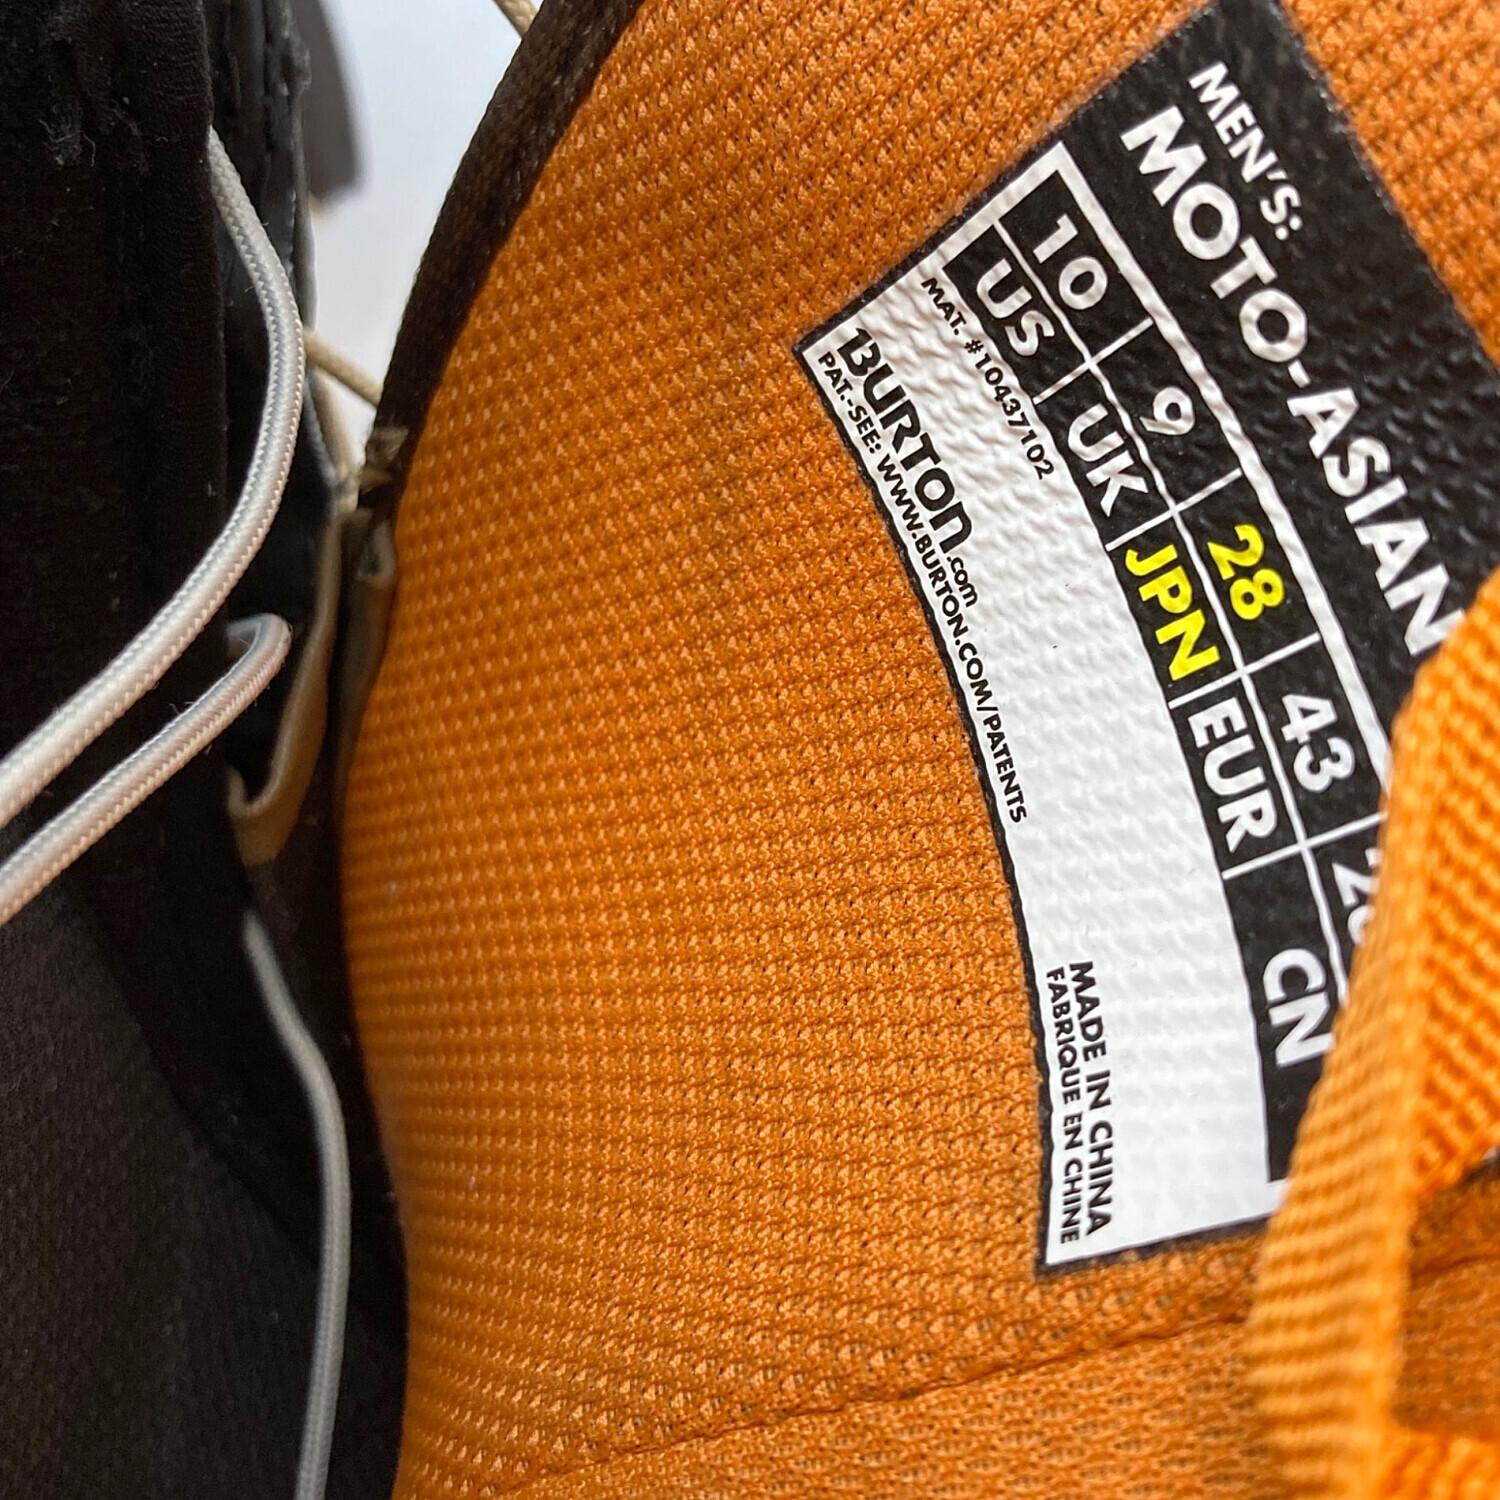 MEN'S:
MOTO-ASIAN
10 9 28 43
US UK JPN EUR CN
MAT. #10437102
BURTON.com
PAT.-SEE: WWW.BURTON.COM/PATENTS
MADE IN CHINA
FABRIQUE EN CHINE